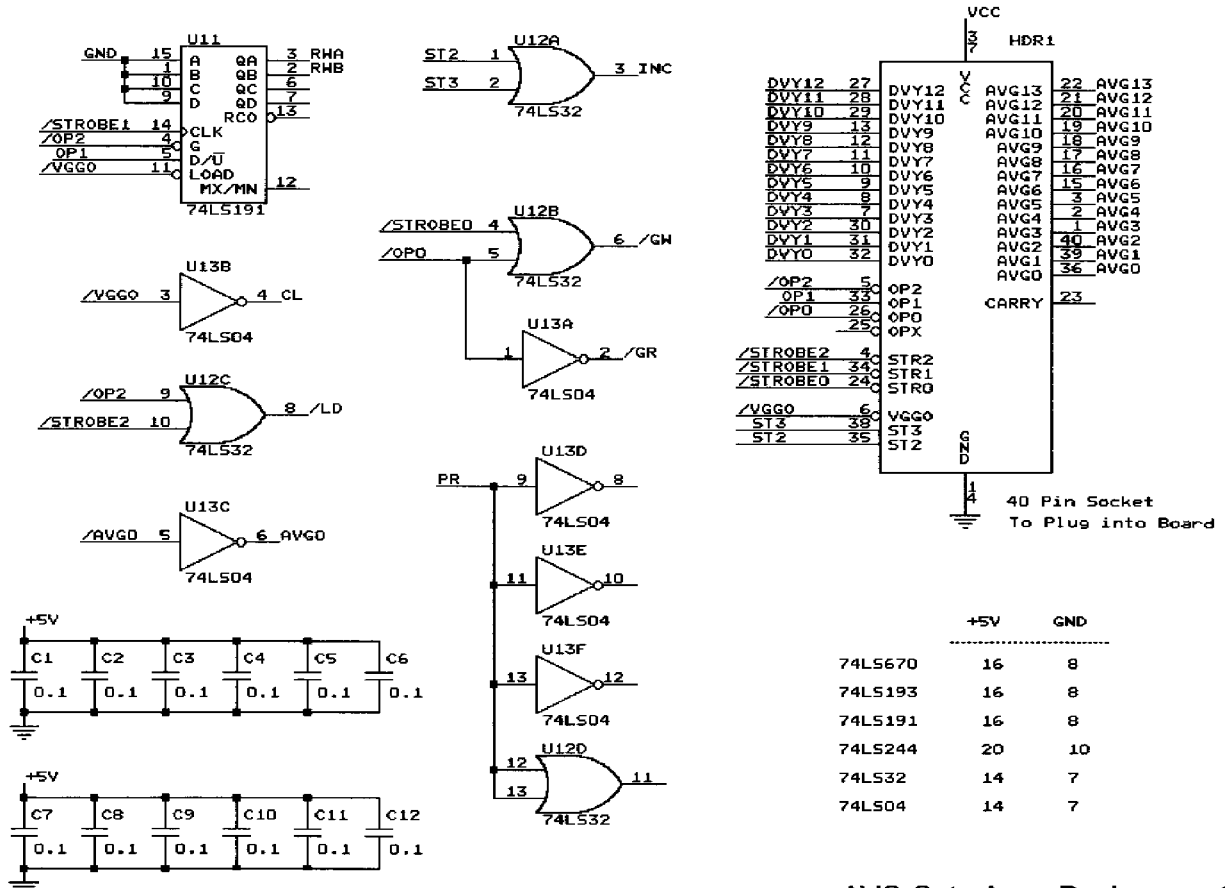 U11
GND 15 A QA 3 RWA
1 B QB 2 RWB
10 C QC 6
9 D QD 7
RCO 13
/STROBE1 14 CLK
/OP2 4 G
OP1 5 D/U
/VGGO 11 LOAD
MX/MN 12
74LS191
U12A
ST2 1
3 INC
ST3 2
74LS32
U12B
/STROBE0 4
6 /GW
/OP0 5
74LS32
U13B
/VGGO 3 4 CL
74LS04
U13A
1 2 /GR
74LS04
U12C
/OP2 9
8 /LD
/STROBE2 10
74LS32
U13C
/AVGO 5 6 AVGO
74LS04
PR
U13D
9 8
74LS04
U13E
11 10
74LS04
U13F
13 12
74LS04
U12D
12
11
13
74LS32
+5V
C1 C2 C3 C4 C5 C6
0.1 0.1 0.1 0.1 0.1 0.1
+5V
C7 C8 C9 C10 C11 C12
0.1 0.1 0.1 0.1 0.1 0.1
VCC
3
7
HDR1
VCC
DVY12 27 DVY12 AVG13 22 AVG13
DVY11 28 DVY11 AVG12 21 AVG12
DVY10 29 DVY10 AVG11 20 AVG11
DVY9 13 DVY9 AVG10 19 AVG10
DVY8 12 DVY8 AVG9 18 AVG9
DVY7 11 DVY7 AVG8 17 AVG8
DVY6 10 DVY6 AVG7 16 AVG7
DVY5 9 DVY5 AVG6 15 AVG6
DVY4 8 DVY4 AVG5 3 AVG5
DVY3 7 DVY3 AVG4 2 AVG4
DVY2 30 DVY2 AVG3 1 AVG3
DVY1 31 DVY1 AVG2 40 AVG2
DVY0 32 DVY0 AVG1 39 AVG1
AVG0 36 AVG0
/OP2 5 OP2
OP1 33 OP1 CARRY 23
/OP0 26 OP0
25 OPX
/STROBE2 4 STR2
/STROBE1 34 STR1
/STROBE0 24 STR0
/VGGO 6 VGGO
ST3 38 ST3
ST2 35 ST2
GND
1
4
40 Pin Socket
To Plug into Board
+5V GND
74LS670 16 8
74LS193 16 8
74LS191 16 8
74LS244 20 10
74LS32 14 7
74LS04 14 7